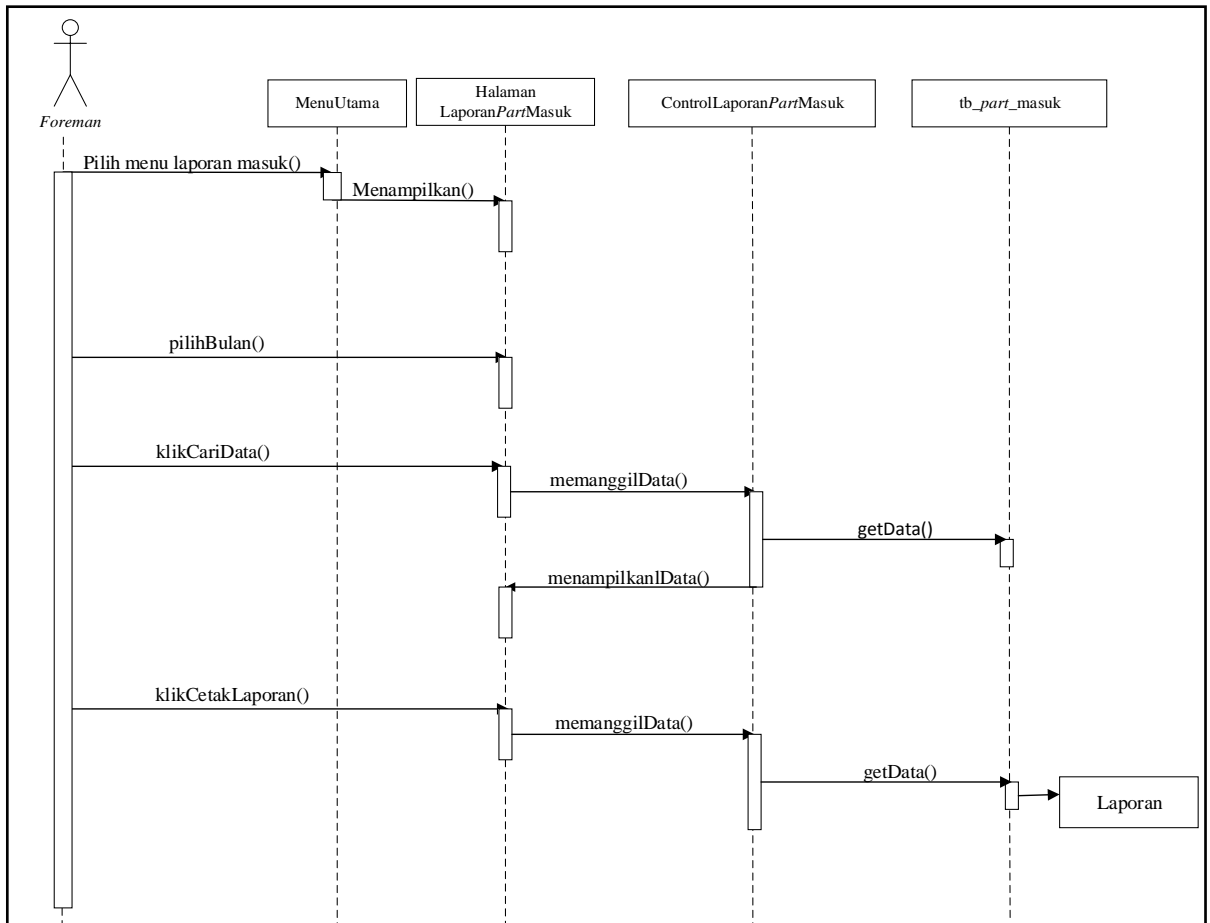 Foreman
MenuUtama
Halaman
LaporanPartMasuk
ControlLaporanPartMasuk
tb_part_masuk
Pilih menu laporan masuk()
Menampilkan()
pilihBulan()
klikCariData()
memanggilData()
getData()
menampilkanlData()
klikCetakLaporan()
memanggilData()
getData()
Laporan